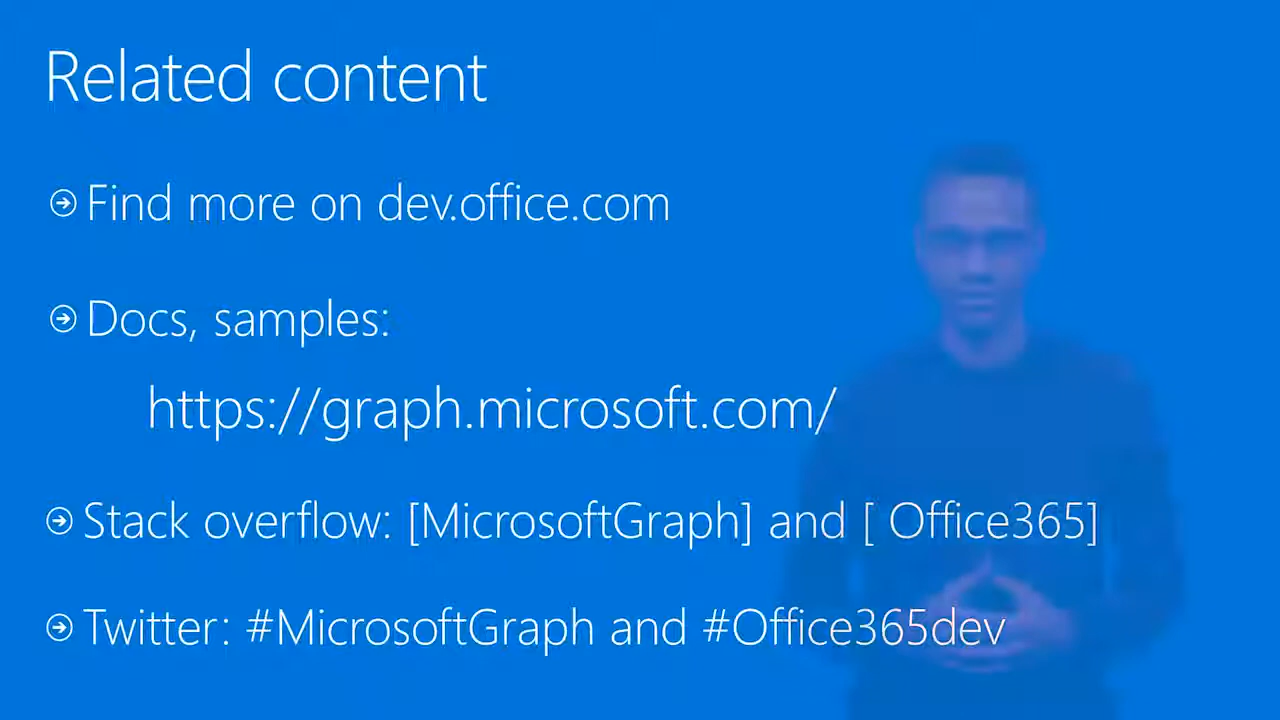 Related content
Find more on dev.office.com
Docs, samples:
https://graph.microsoft.com/
Stack overflow: [MicrosoftGraph] and [ Office365]
Twitter: #MicrosoftGraph and #Office365dev